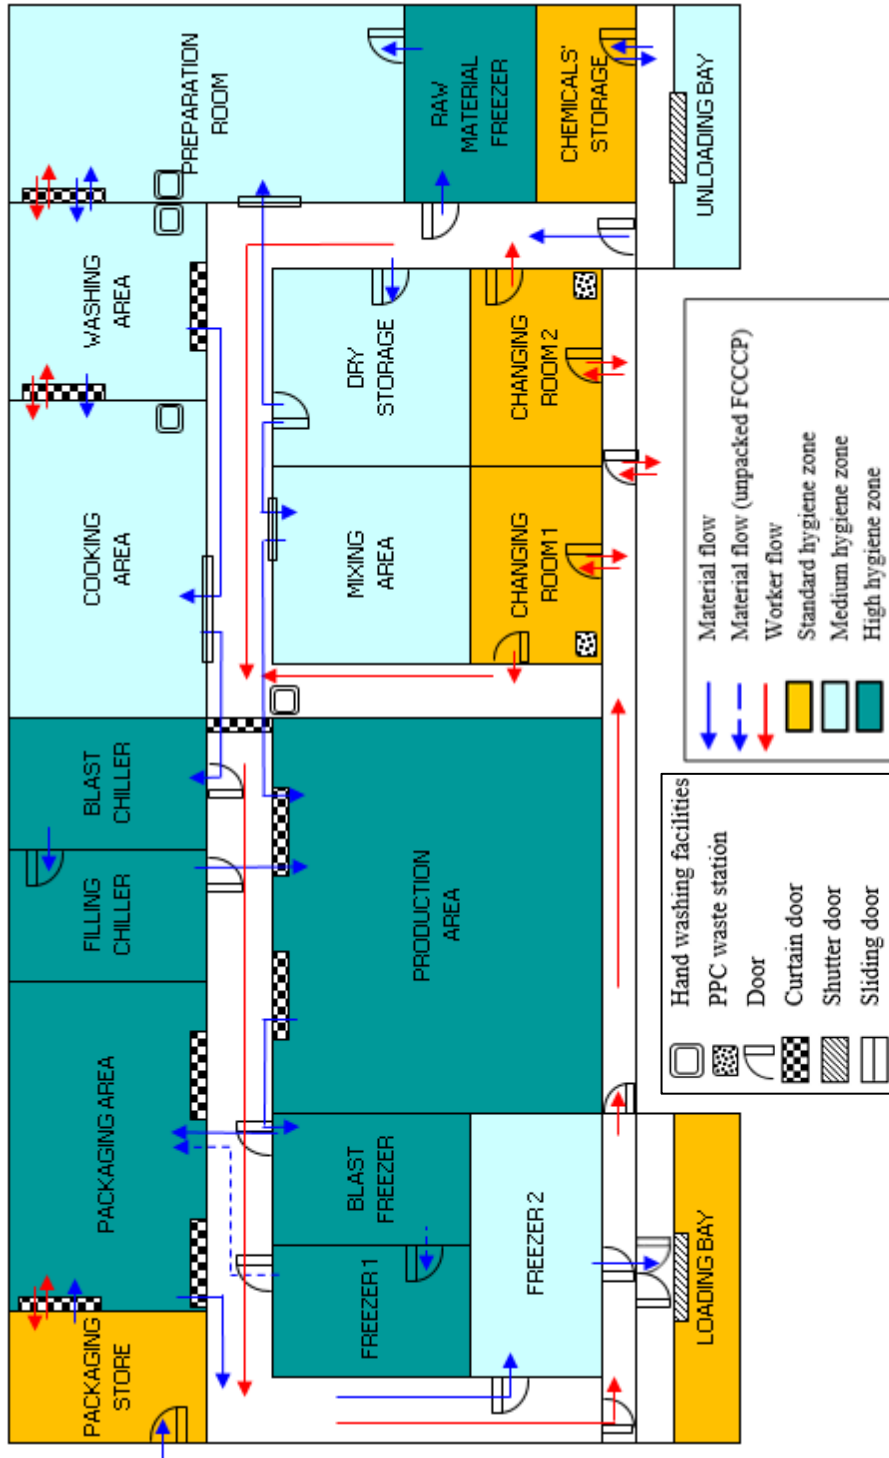 PACKAGING
STORE
PACKAGING AREA
FILLING
CHILLER
BLAST
CHILLER
COOKING
AREA
WASHING
AREA
PREPARATION
ROOM
FREEZER 1
BLAST
FREEZER
FREEZER 2
PRODUCTION
AREA
MIXING
AREA
DRY
STORAGE
CHANGING
ROOM 1
CHANGING
ROOM 2
RAW
MATERIAL
FREEZER
CHEMICALS'
STORAGE
LOADING BAY
UNLOADING BAY
Hand washing facilities
PPC waste station
Door
Curtain door
Shutter door
Sliding door
Material flow
Material flow (unpacked FCCCP)
Worker flow
Standard hygiene zone
Medium hygiene zone
High hygiene zone